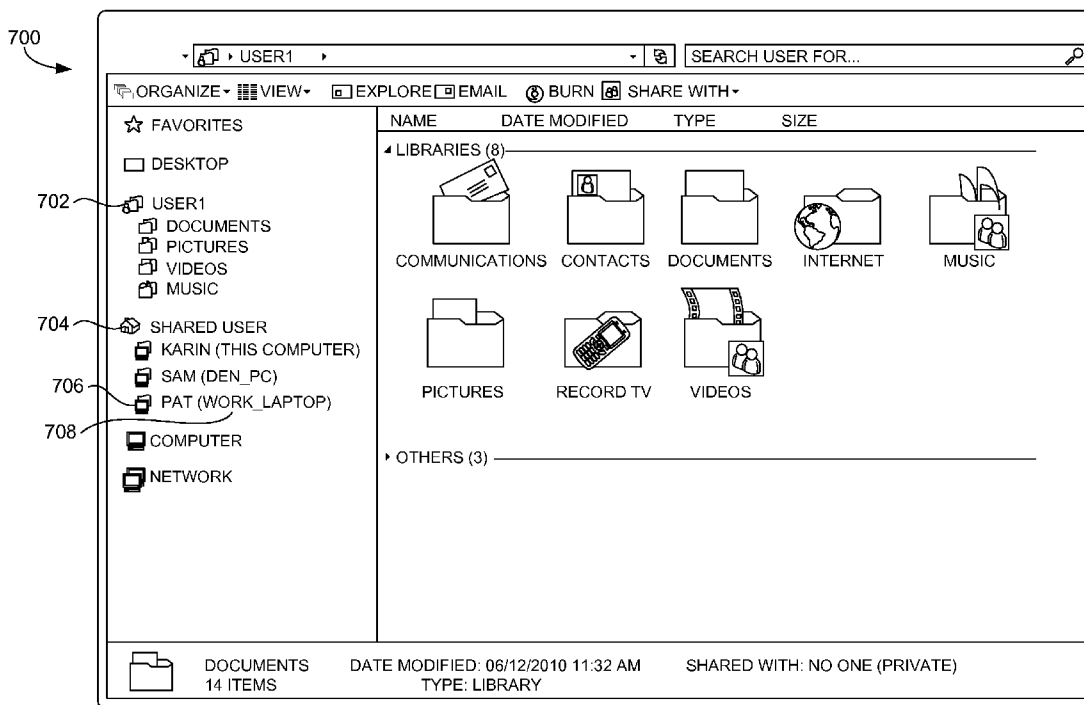 700
USER1
SEARCH USER FOR...
ORGANIZE VIEW EXPLORE EMAIL BURN SHARE WITH
FAVORITES
DESKTOP
702
USER1
DOCUMENTS
PICTURES
VIDEOS
MUSIC
704
SHARED USER
KARIN (THIS COMPUTER)
SAM (DEN_PC)
706
PAT (WORK_LAPTOP)
708
COMPUTER
NETWORK
NAME DATE MODIFIED TYPE SIZE
LIBRARIES (8)
COMMUNICATIONS CONTACTS DOCUMENTS INTERNET MUSIC
PICTURES RECORD TV VIDEOS
OTHERS (3)
DOCUMENTS DATE MODIFIED: 06/12/2010 11:32 AM SHARED WITH: NO ONE (PRIVATE)
14 ITEMS TYPE: LIBRARY